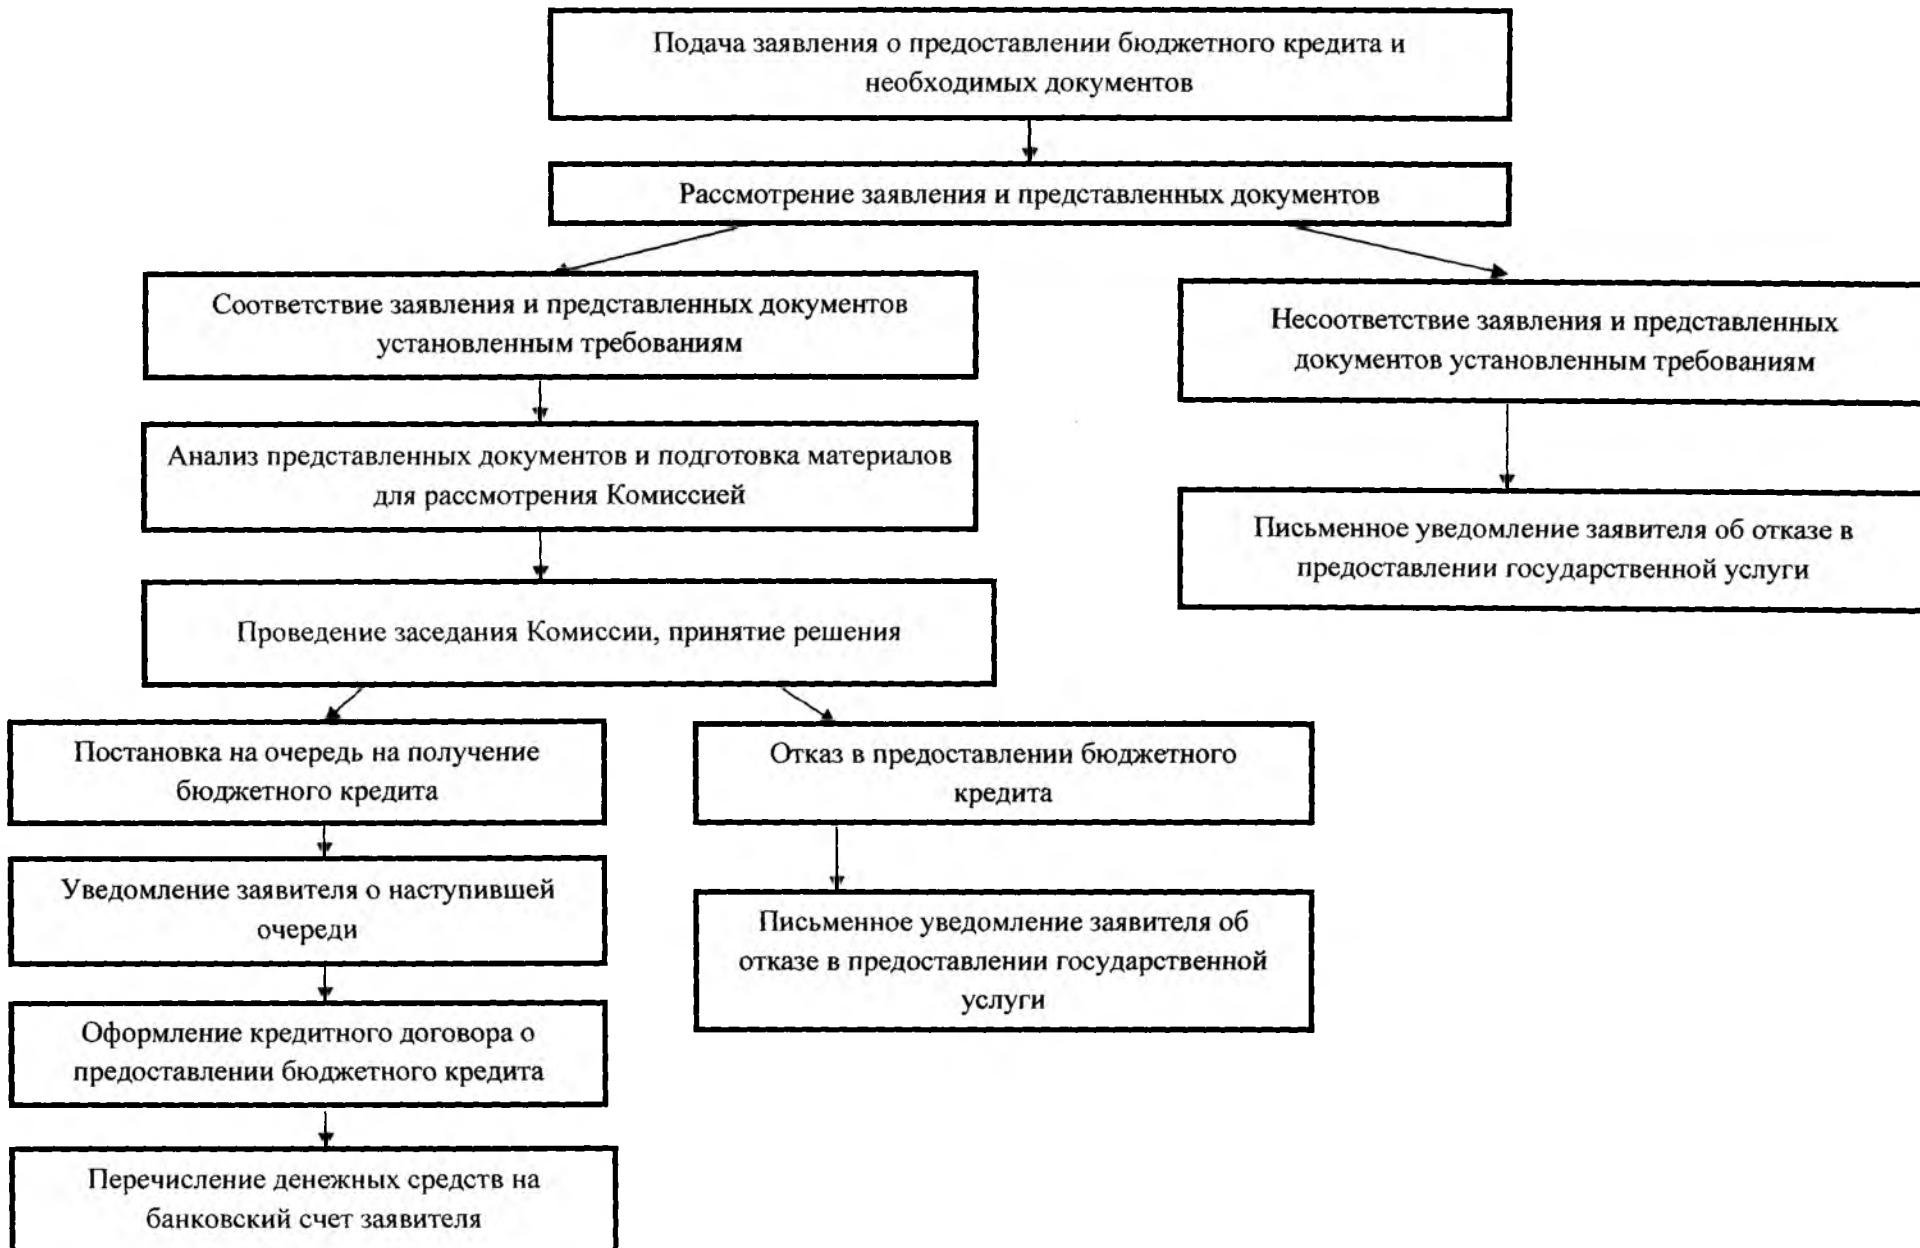 Подача заявления о предоставлении бюджетного кредита и
необходимых документов
Рассмотрение заявления и представленных документов
Соответствие заявления и представленных документов
установленным требованиям
Несоответствие заявления и представленных
документов установленным требованиям
Анализ представленных документов и подготовка материалов
для рассмотрения Комиссией
Письменное уведомление заявителя об отказе в
предоставлении государственной услуги
Проведение заседания Комиссии, принятие решения
Постановка на очередь на получение
бюджетного кредита
Отказ в предоставлении бюджетного
кредита
Уведомление заявителя о наступившей
очереди
Письменное уведомление заявителя об
отказе в предоставлении государственной
услуги
Оформление кредитного договора о
предоставлении бюджетного кредита
Перечисление денежных средств на
банковский счет заявителя